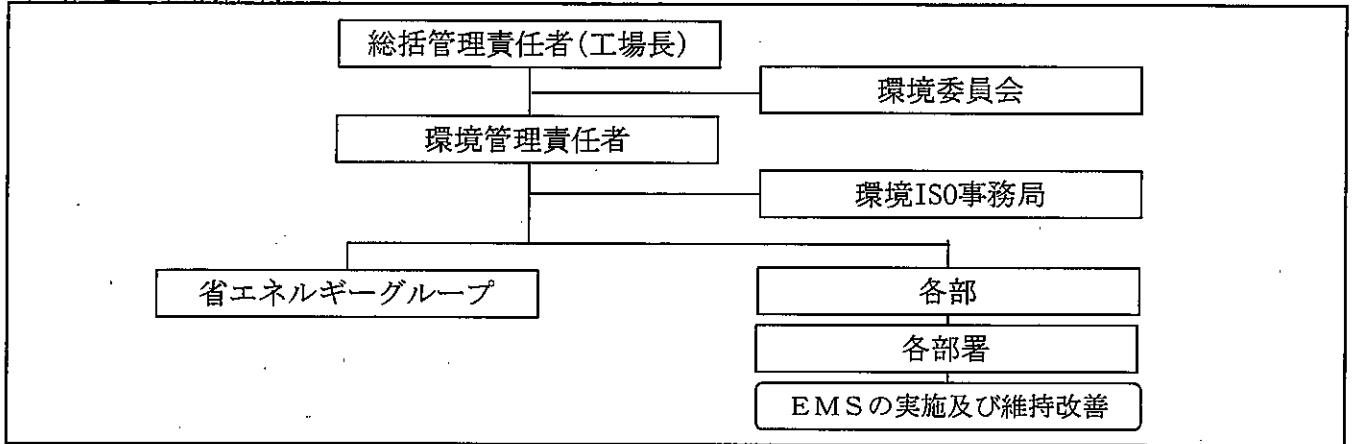 総括管理責任者(工場長)
環境委員会
環境管理責任者
環境ISO事務局
省エネルギーグループ
各部
各部署
EMSの実施及び維持改善